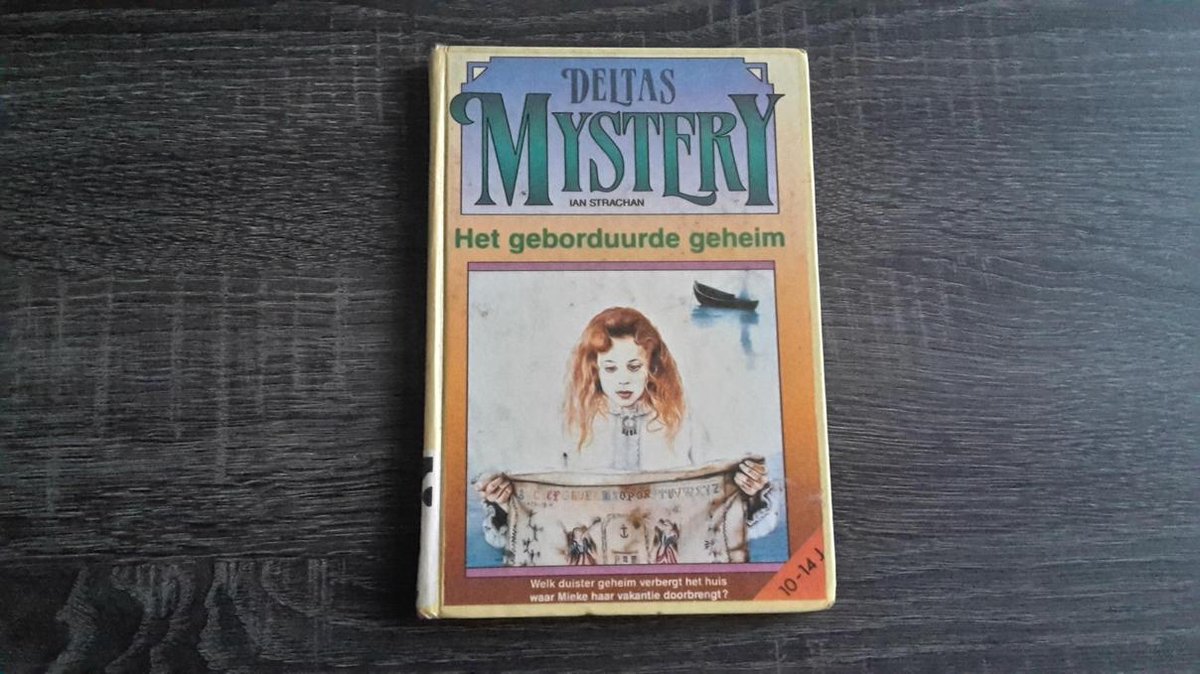 DELTAS
MYSTERY
IAN STRACHAN
Het geborduurde geheim
Welk duister geheim verbergt het huis
waar Mieke haar vakantie doorbrengt?
10-14 J